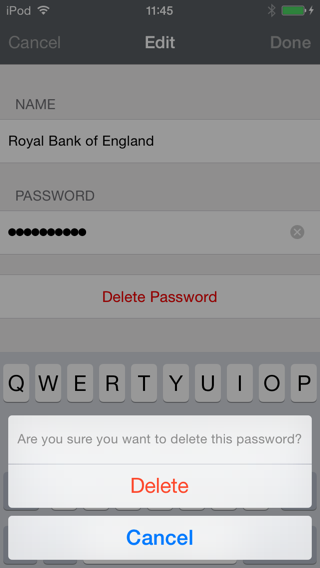 iPod 11:45
Cancel Edit Done
NAME
Royal Bank of England
PASSWORD
●●●●●●●●●●
Delete Password
Q W E R T Y U I O P
Are you sure you want to delete this password?
Delete
Cancel